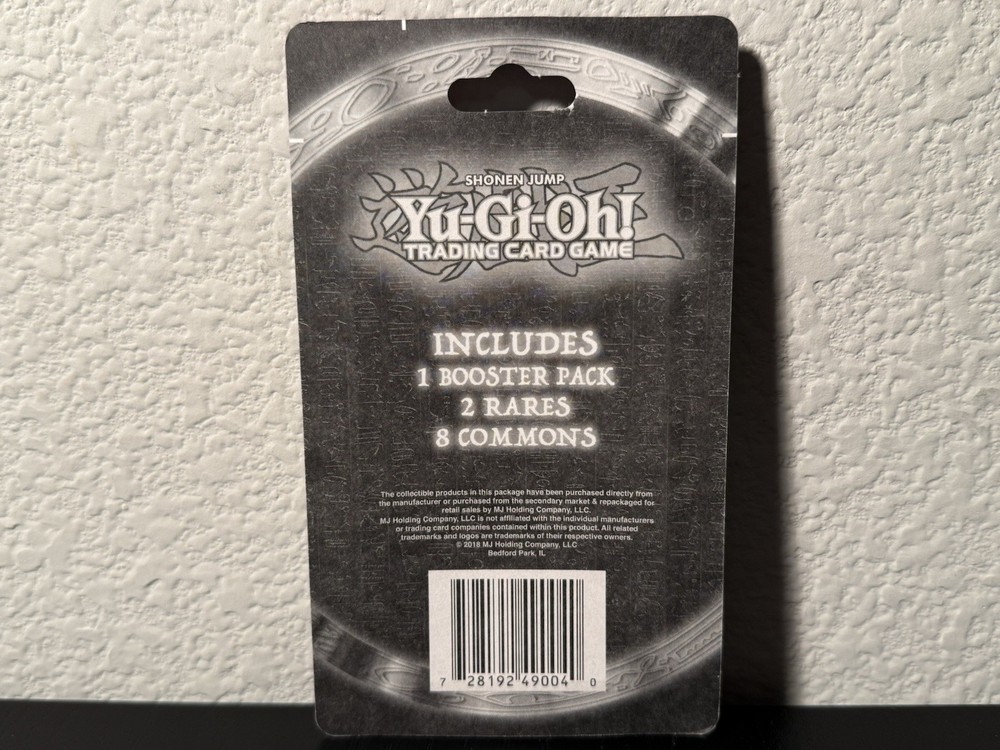 SHONEN JUMP
Yu-Gi-Oh!
TRADING CARD GAME
INCLUDES
1 BOOSTER PACK
2 RARES
8 COMMONS
The collectible products in this package have been purchased directly from
the manufacturer or purchased from the secondary market & repackaged for
retail sales by MJ Holding Company, LLC.
MJ Holding Company, LLC is not affiliated with the individual manufacturers
or trading card companies contained within this product. All related
trademarks and logos are trademarks of their respective owners.
© 2018 MJ Holding Company, LLC
Bedford Park, IL
7 28192 49004 0